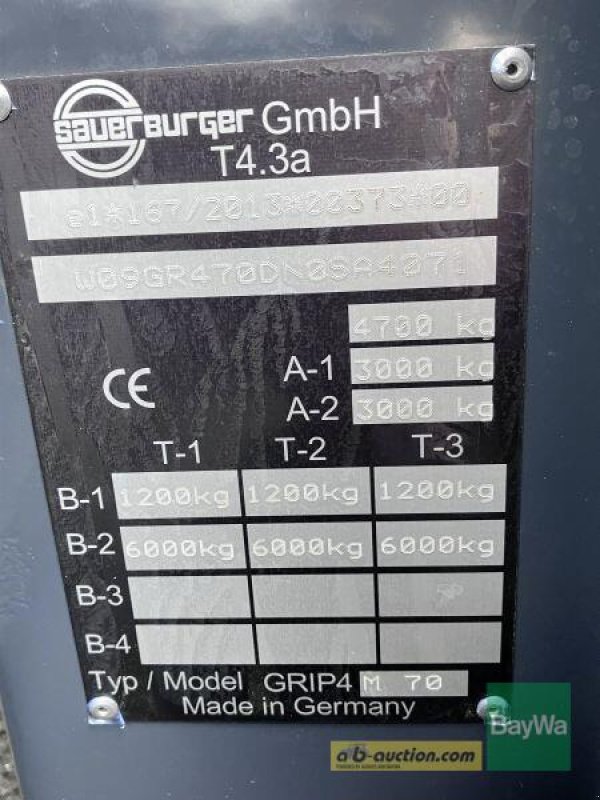 sauerburger GmbH
T4.3a
e1*167/2013*00373*00
W09GR470DN0SA4071
4700 kg
A-1 3000 kg
A-2 3000 kg
CE
T-1 T-2 T-3
B-1 1200kg 1200kg 1200kg
B-2 6000kg 6000kg 6000kg
B-3
B-4
Typ / Model GRIP4 M 70
Made in Germany
a·b-auction.com
BayWa